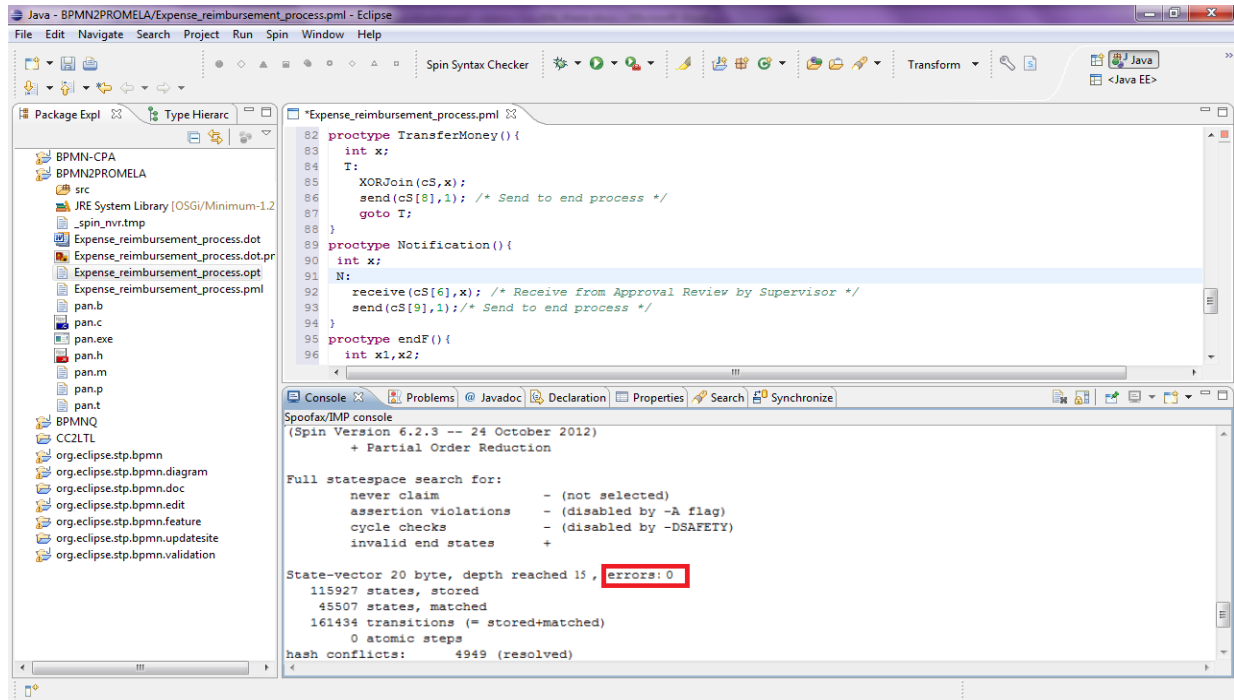 Java - BPMN2PROMELA/Expense_reimbursement_process.pml - Eclipse
File Edit Navigate Search Project Run Spin Window Help
Spin Syntax Checker
Transform
Java
<Java EE>
Package Expl
Type Hierarc
*Expense_reimbursement_process.pml
BPMN-CPA
BPMN2PROMELA
src
JRE System Library [OSGi/Minimum-1.2
_spin_nvr.tmp
Expense_reimbursement_process.dot
Expense_reimbursement_process.dot.pr
Expense_reimbursement_process.opt
Expense_reimbursement_process.pml
pan.b
pan.c
pan.exe
pan.h
pan.m
pan.p
pan.t
BPMNQ
CC2LTL
org.eclipse.stp.bpmn
org.eclipse.stp.bpmn.diagram
org.eclipse.stp.bpmn.doc
org.eclipse.stp.bpmn.edit
org.eclipse.stp.bpmn.feature
org.eclipse.stp.bpmn.updatesite
org.eclipse.stp.bpmn.validation
82 proctype TransferMoney(){
83 int x;
84 T:
85 XORJoin(cS,x);
86 send(cS[8],1); /* Send to end process */
87 goto T;
88 }
89 proctype Notification(){
90 int x;
91 N:
92 receive(cS[6],x); /* Receive from Approval Review by Supervisor */
93 send(cS[9],1);/* Send to end process */
94 }
95 proctype endF(){
96 int x1,x2;
Console Problems @ Javadoc Declaration Properties Search Synchronize
Spoofax/IMP console
(Spin Version 6.2.3 -- 24 October 2012)
+ Partial Order Reduction
Full statespace search for:
never claim - (not selected)
assertion violations - (disabled by -A flag)
cycle checks - (disabled by -DSAFETY)
invalid end states +
State-vector 20 byte, depth reached 15 , errors: 0
115927 states, stored
45507 states, matched
161434 transitions (= stored+matched)
0 atomic steps
hash conflicts: 4949 (resolved)